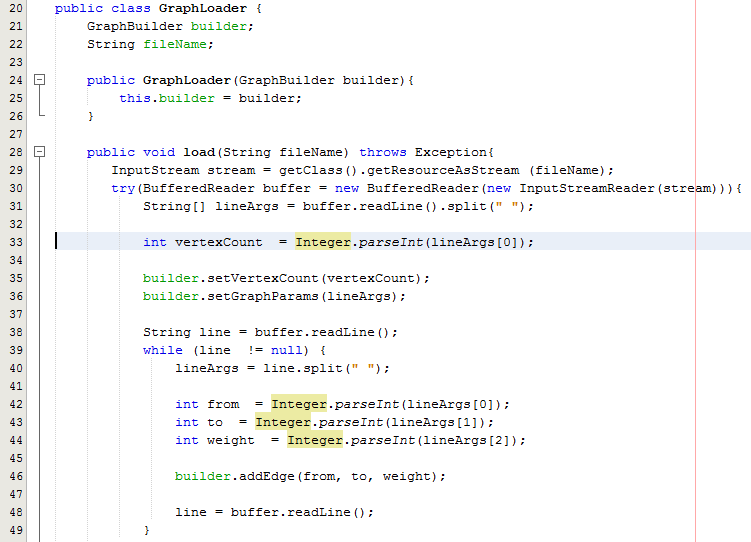 20 public class GraphLoader {
21     GraphBuilder builder;
22     String fileName;
23
24     public GraphLoader(GraphBuilder builder){
25         this.builder = builder;
26     }
27
28     public void load(String fileName) throws Exception{
29        InputStream stream = getClass().getResourceAsStream (fileName);
30        try(BufferedReader buffer = new BufferedReader(new InputStreamReader(stream))){
31            String[] lineArgs = buffer.readLine().split(" ");
32
33            int vertexCount  = Integer.parseInt(lineArgs[0]);
34
35            builder.setVertexCount(vertexCount);
36            builder.setGraphParams(lineArgs);
37
38            String line = buffer.readLine();
39            while (line  != null) {
40                lineArgs = line.split(" ");
41
42                int from  = Integer.parseInt(lineArgs[0]);
43                int to  = Integer.parseInt(lineArgs[1]);
44                int weight  = Integer.parseInt(lineArgs[2]);
45
46                builder.addEdge(from, to, weight);
47
48                line = buffer.readLine();
49            }